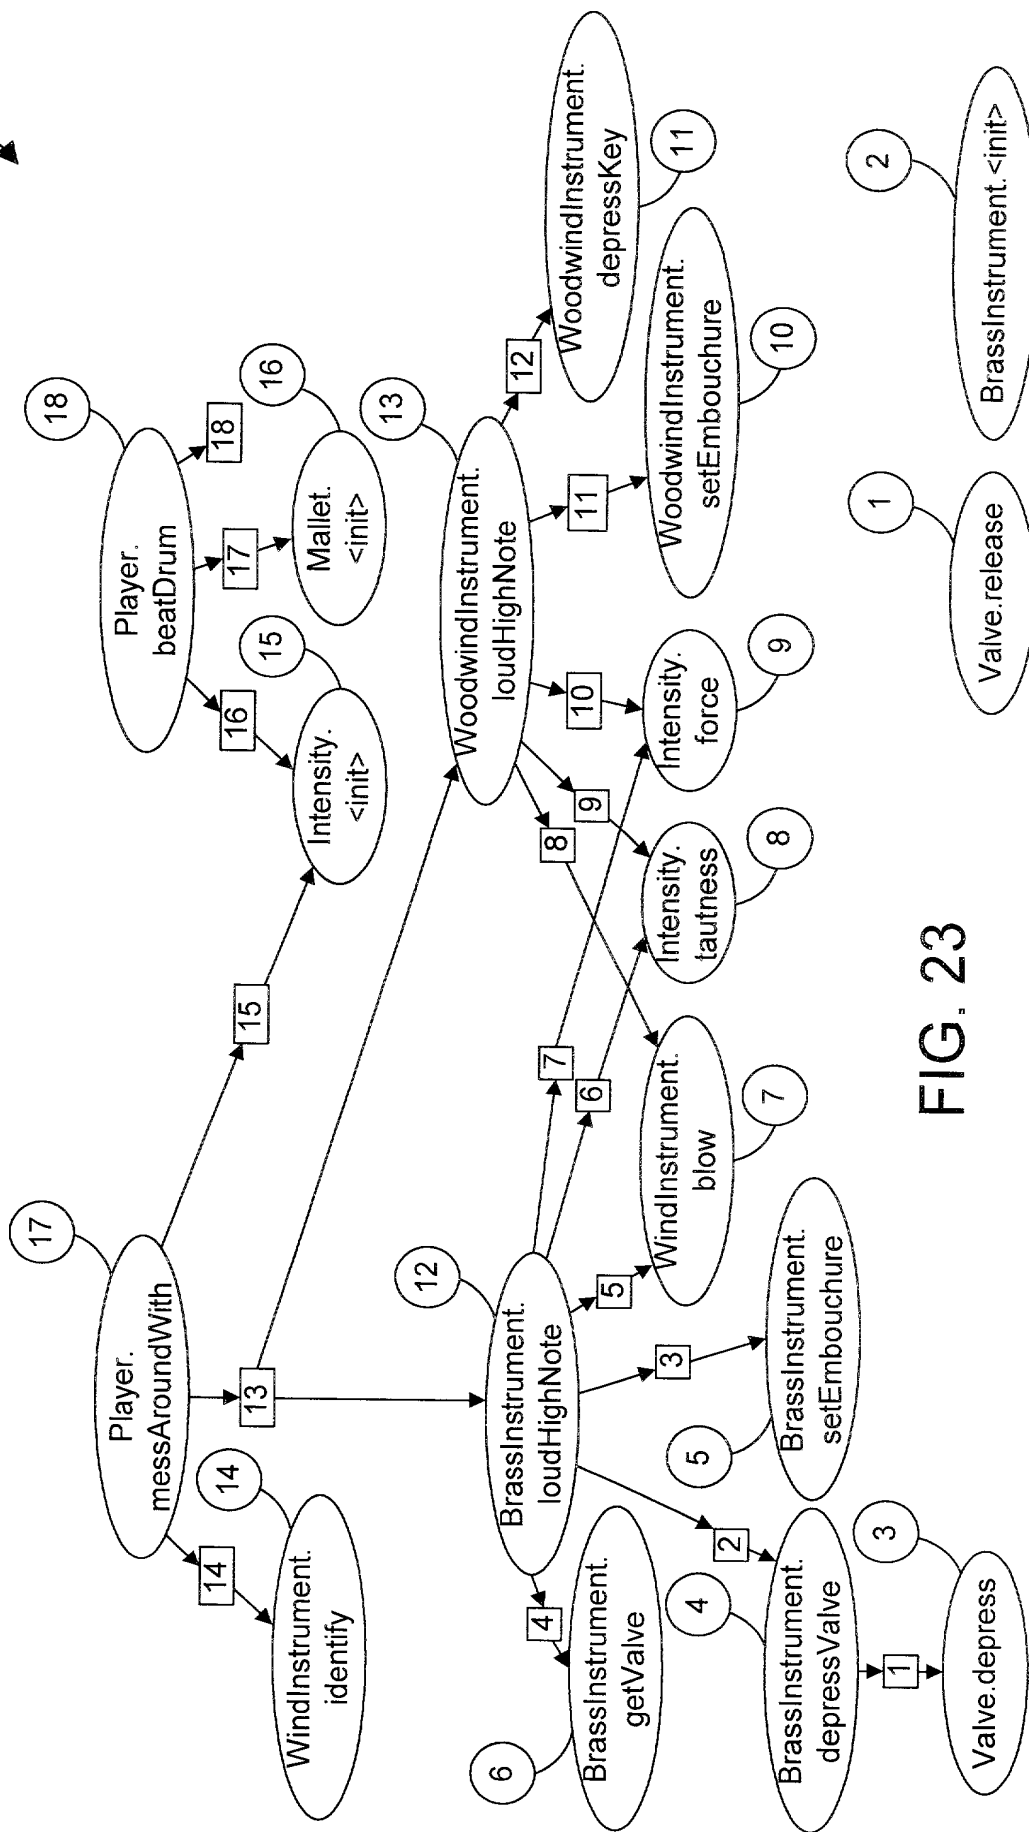 17
Player.
messAroundWith
18
Player.
beatDrum
14
13
15
16
17
18
14
WindInstrument.
identify
15
Intensity.
<init>
16
Mallet.
<init>
12
BrassInstrument.
loudHighNote
13
WoodwindInstrument.
loudHighNote
4
2
3
5
6
7
8
9
10
11
12
6
BrassInstrument.
getValve
4
BrassInstrument.
depressValve
5
BrassInstrument.
setEmbouchure
WindInstrument.
blow
7
Intensity.
tautness
8
Intensity.
force
9
WoodwindInstrument.
setEmbouchure
10
WoodwindInstrument.
depressKey
11
1
3
Valve.depress
1
Valve.release
2
BrassInstrument.<init>
FIG. 23